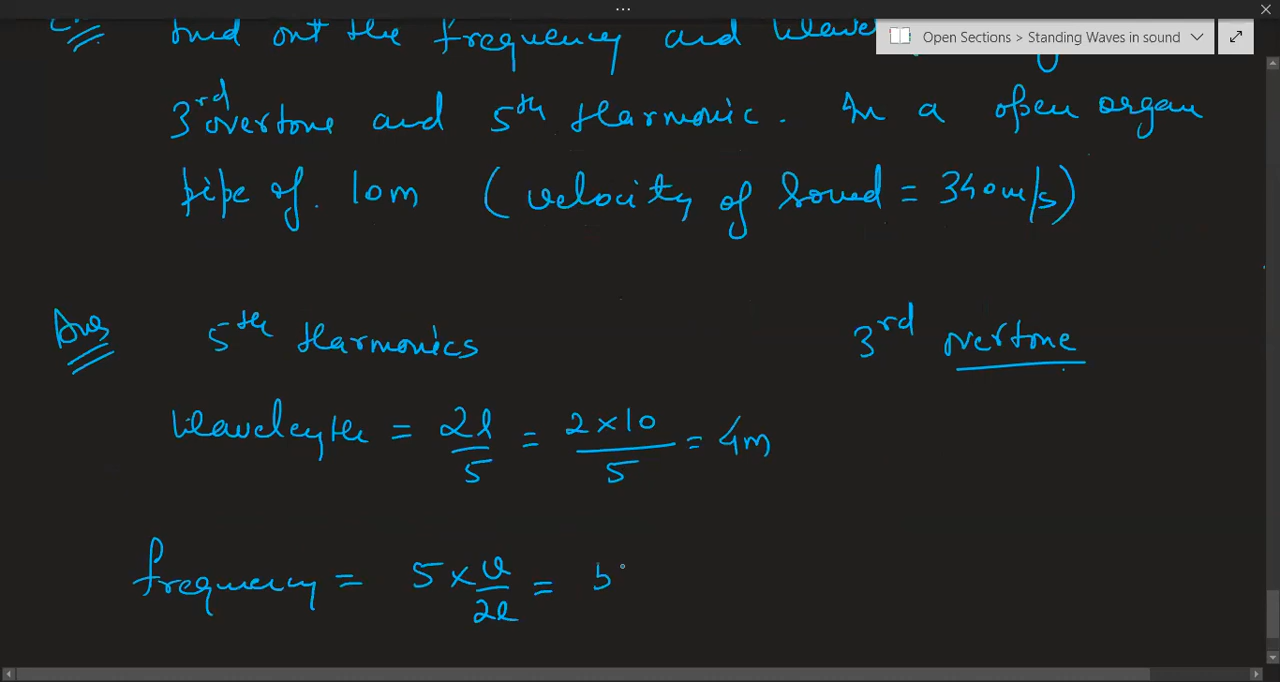 ...
Open Sections > Standing Waves in sound
find out the frequency and
3rd overtone and 5th Harmonic. In a open organ
pipe of. 10m (velocity of sound = 340m/s)
Ans 5th Harmonics 3rd overtone
Wavelength = 2l/5 = 2×10/5 = 4m
frequency = 5×v/2l = 5